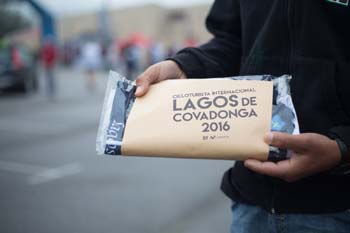 CICLOTURISTA INTERNACIONAL
LAGOS DE
COVADONGA
2016